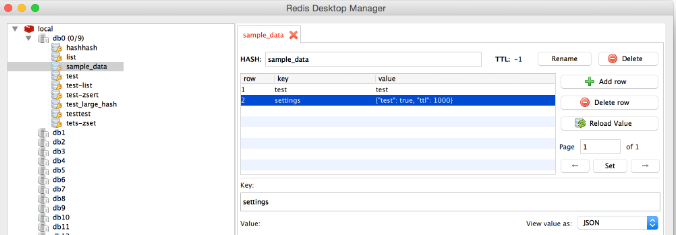 Redis Desktop Manager
local
db0 (0/9)
hashhash
list
sample_data
test
test-list
test-zsert
test_large_hash
testtest
tets-zset
db1
db2
db3
db4
db5
db6
db7
db8
db9
db10
db11
sample_data
HASH: sample_data TTL: -1 Rename Delete
row key value
1 test test
2 settings {"test": true, "ttl": 1000}
Add row
Delete row
Reload Value
Page 1 of 1
← Set →
Key:
settings
Value: View value as: JSON